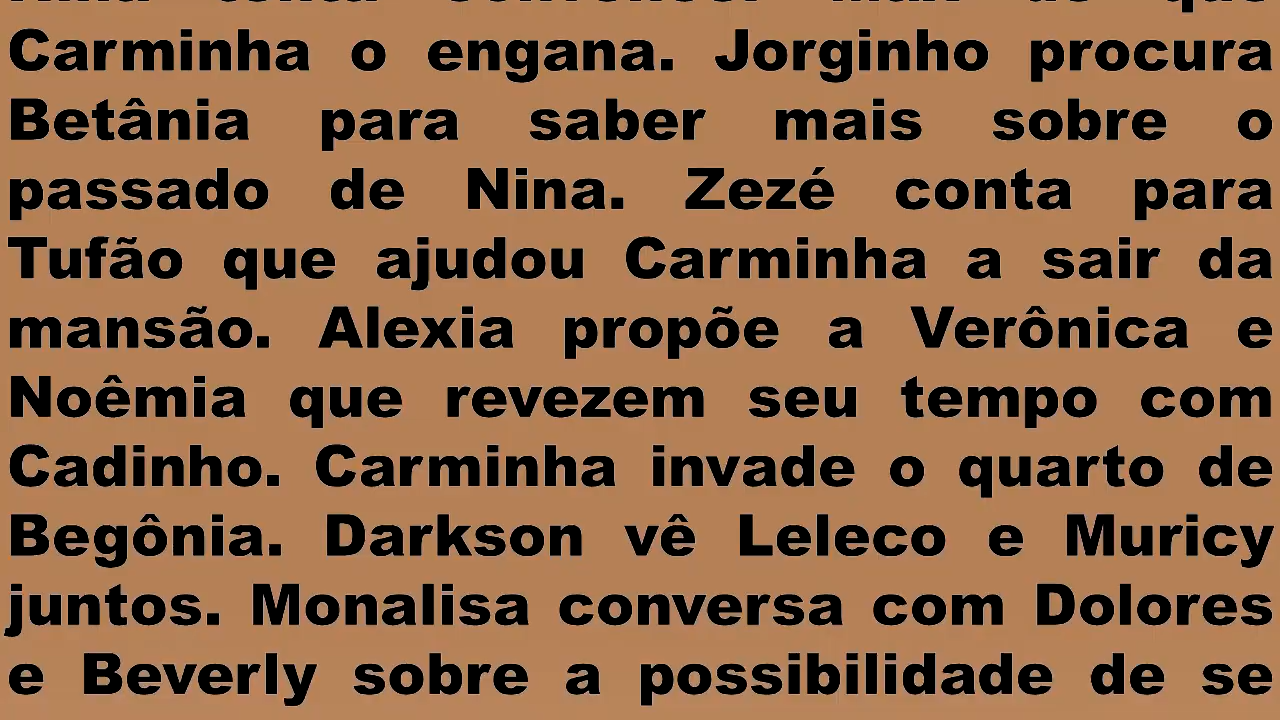 Carminha o engana. Jorginho procura
Betânia para saber mais sobre o
passado de Nina. Zezé conta para
Tufão que ajudou Carminha a sair da
mansão. Alexia propõe a Verônica e
Noêmia que revezem seu tempo com
Cadinho. Carminha invade o quarto de
Begônia. Darkson vê Leleco e Muricy
juntos. Monalisa conversa com Dolores
e Beverly sobre a possibilidade de se